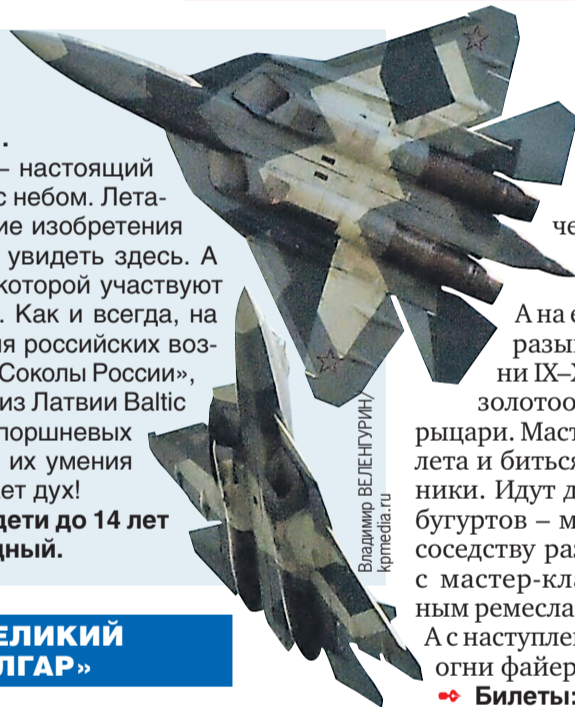 .
– настоящий
с небом. Лета-
ие изобретения
увидеть здесь. А
которой участвуют
. Как и всегда, на
ия российских воз-
Соколы России»,
из Латвии Baltic
поршневых
их умения
ет дух!
дети до 14 лет
дный.
ЕЛИКИЙ
ЛГАР»
Владимир ВЕЛЕНГУРИН/
kpmedia.ru
че
А на е
разы
ни IX–X
золотоо
рыцари. Маст
лета и биться
ники. Идут д
бугуртов – м
соседству раз
с мастер-кла
ным ремесла
А с наступлен
огни файер
Билеты: